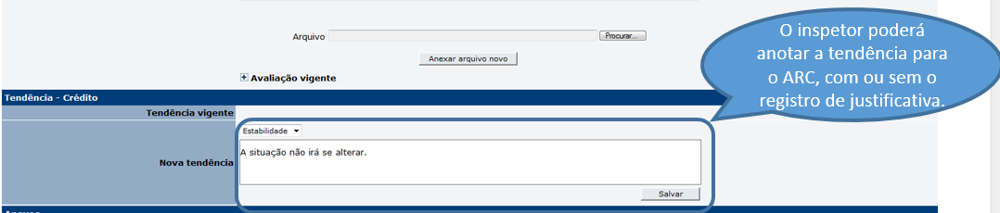 Arquivo Procurar...
Anexar arquivo novo
Avaliação vigente
O inspetor poderá
anotar a tendência para
o ARC, com ou sem o
registro de justificativa.
Tendência - Crédito
Tendência vigente
Estabilidade
Nova tendência
A situação não irá se alterar.
Salvar
Anexos